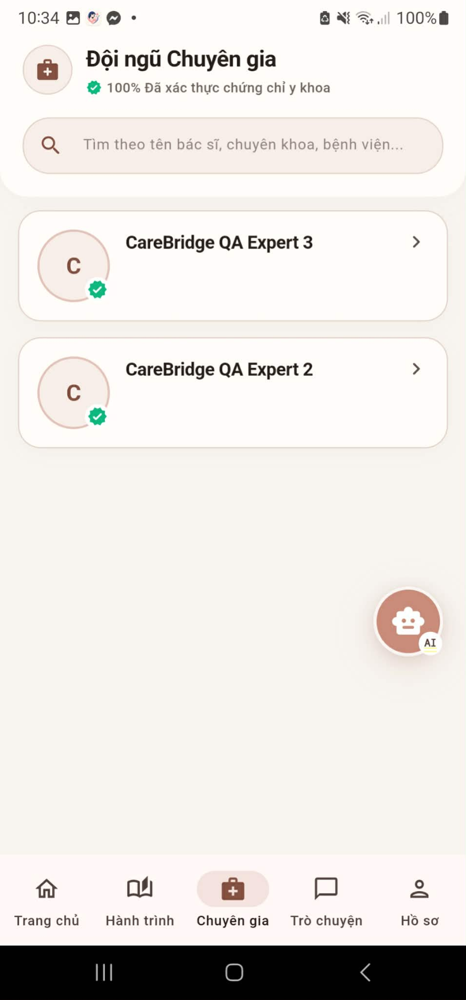 10:34
100%
Đội ngũ Chuyên gia
100% Đã xác thực chứng chỉ y khoa
Tìm theo tên bác sĩ, chuyên khoa, bệnh viện...
C
CareBridge QA Expert 3
C
CareBridge QA Expert 2
AI
Trang chủ
Hành trình
Chuyên gia
Trò chuyện
Hồ sơ